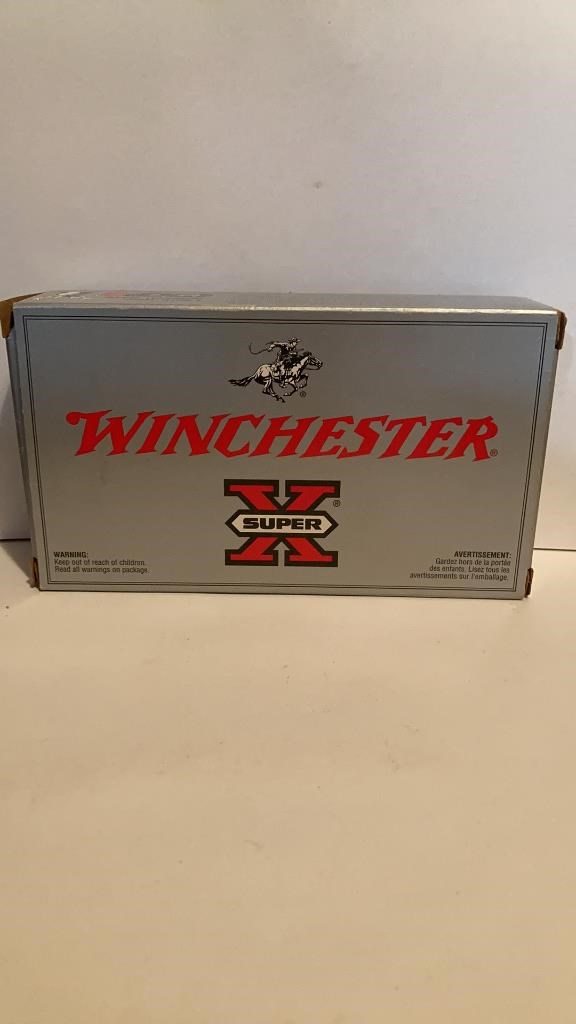 WINCHESTER®
X ®
SUPER
WARNING:
Keep out of reach of children.
Read all warnings on package.
AVERTISSEMENT:
Gardez hors de la portée
des enfants. Lisez tous les
avertissements sur l'emballage.